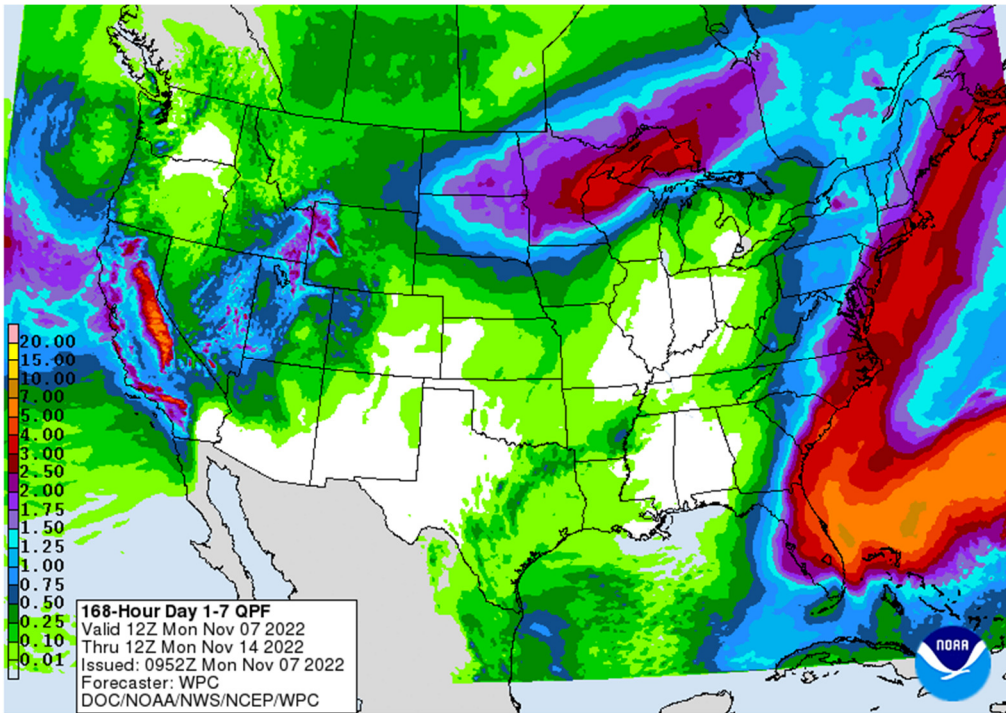 20.00
15.00
10.00
7.00
5.00
4.00
3.00
2.50
2.00
1.75
1.50
1.25
1.00
0.75
0.50
0.25
0.10
0.01
168-Hour Day 1-7 QPF
Valid 12Z Mon Nov 07 2022
Thru 12Z Mon Nov 14 2022
Issued: 0952Z Mon Nov 07 2022
Forecaster: WPC
DOC/NOAA/NWS/NCEP/WPC
NOAA